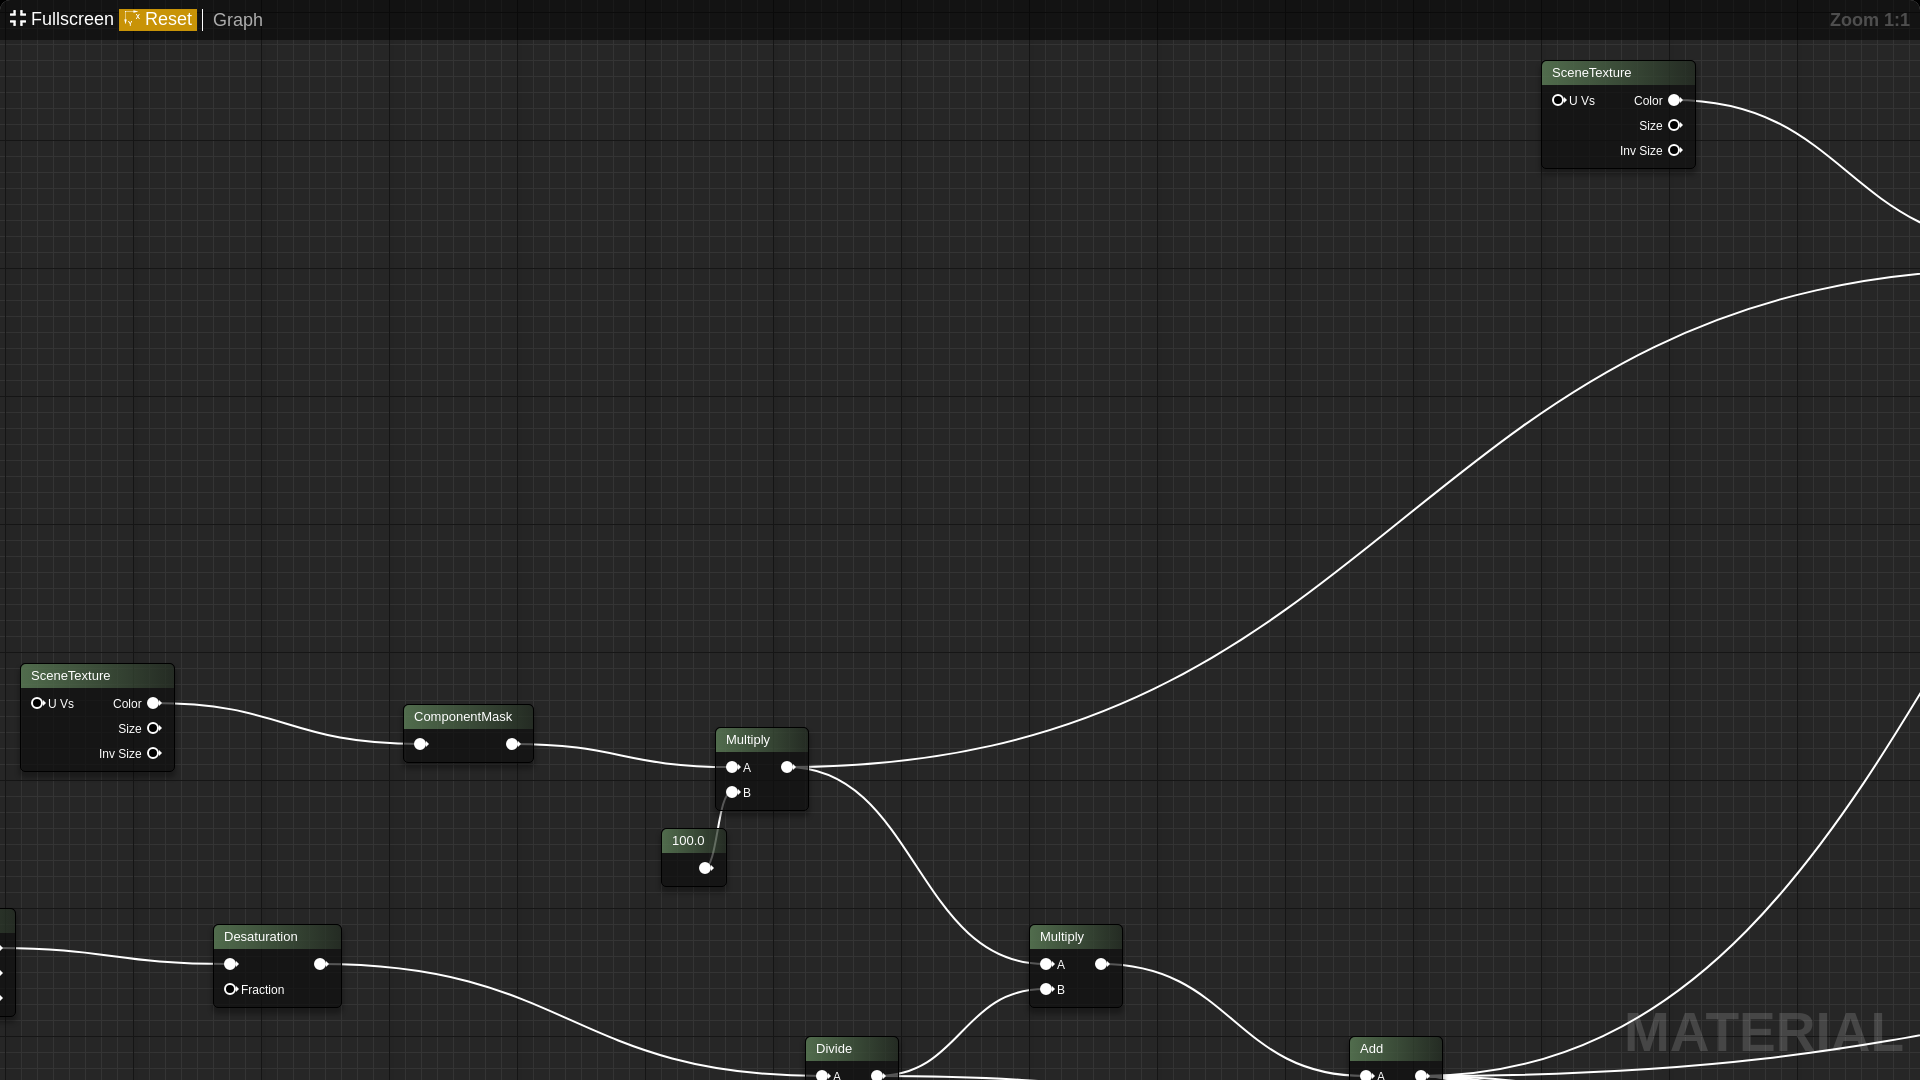 Fullscreen Reset Graph Zoom 1:1
SceneTexture
U Vs Color
Size
Inv Size
SceneTexture
U Vs Color
Size
Inv Size
ComponentMask
Multiply
A
B
100.0
Desaturation
Fraction
Multiply
A
B
Divide
A
Add
A
MATERIAL